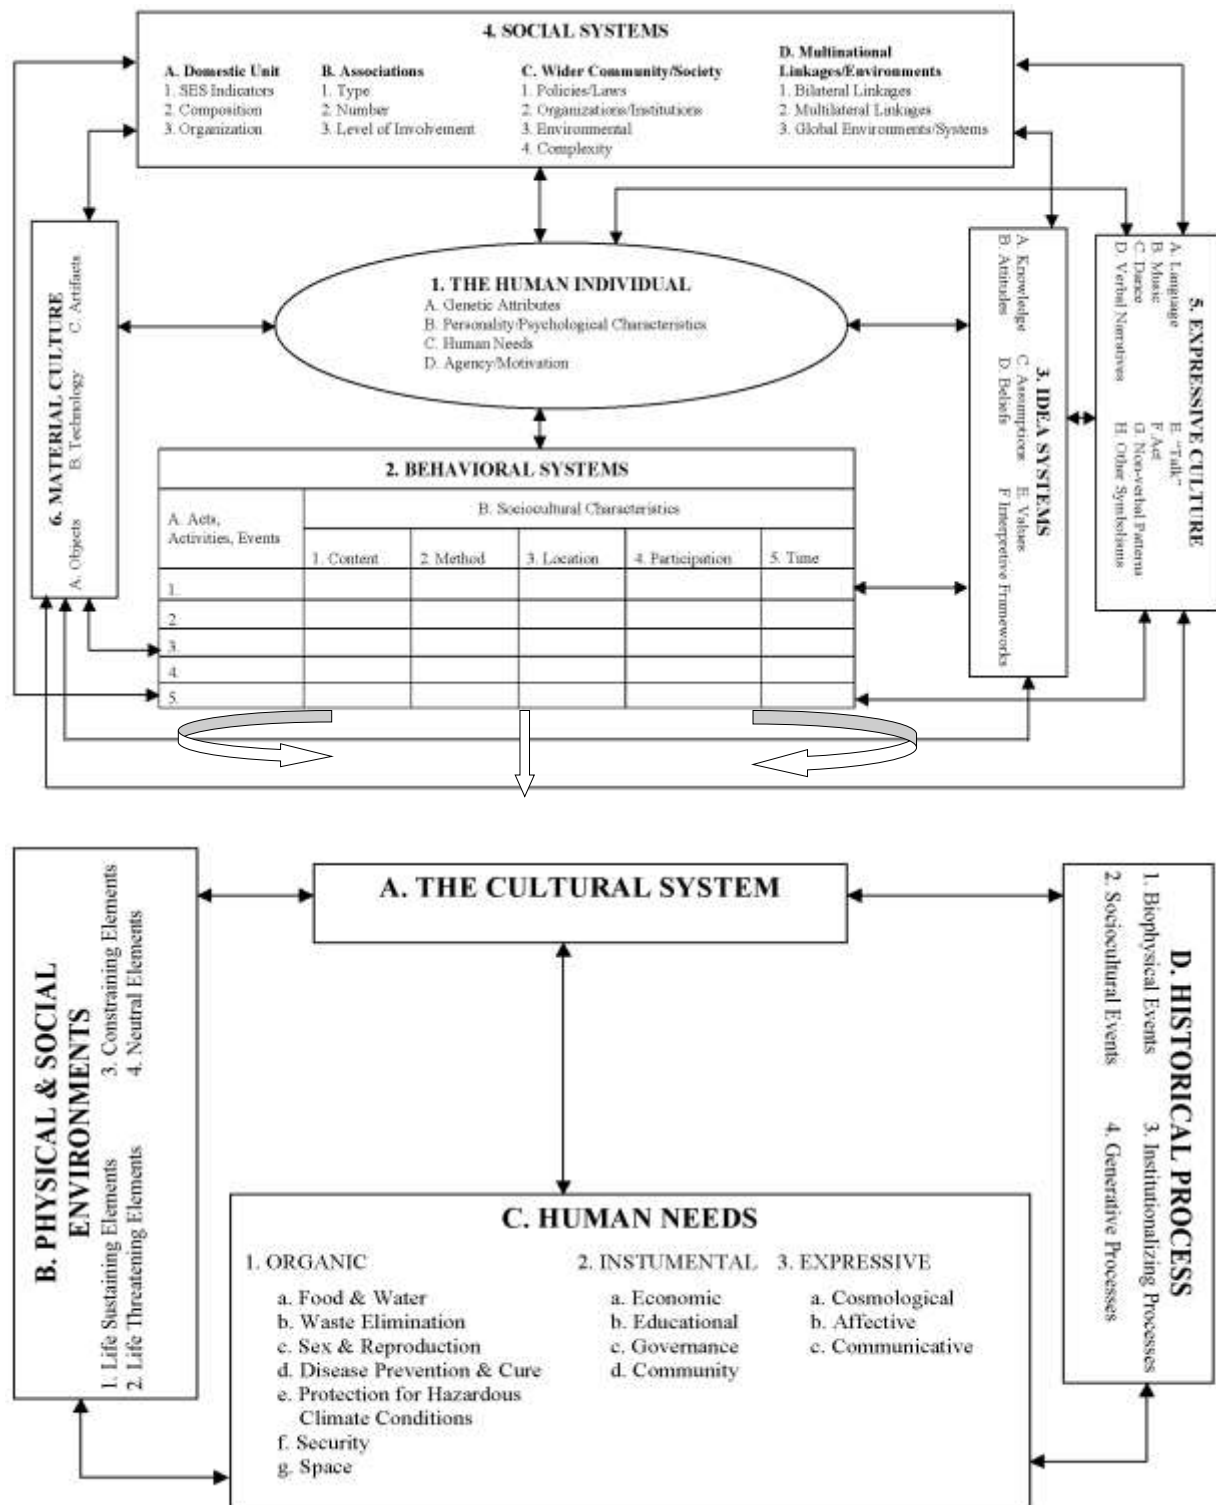 4. SOCIAL SYSTEMS
A. Domestic Unit
1. SES Indicators
2. Composition
3. Organization
B. Associations
1. Type
2. Number
3. Level of Involvement
C. Wider Community/Society
1. Policies/Laws
2. Organizations/Institutions
3. Environmental
4. Complexity
D. Multinational
Linkages/Environments
1. Bilateral Linkages
2. Multilateral Linkages
3. Global Environments/Systems
1. THE HUMAN INDIVIDUAL
A. Genetic Attributes
B. Personality/Psychological Characteristics
C. Human Needs
D. Agency/Motivation
6. MATERIAL CULTURE
A. Objects
B. Technology
C. Artifacts
2. BEHAVIORAL SYSTEMS
A. Acts,
Activities, Events
B. Sociocultural Characteristics
1. Content
2. Method
3. Location
4. Participation
5. Time
1.
2.
3.
4.
5.
3. IDEA SYSTEMS
A. Knowledge
B. Attitudes
C. Assumptions
D. Beliefs
E. Values
F Interpretive Frameworks
5. EXPRESSIVE CULTURE
A. Language
B. Music
C. Dance
D. Verbal Narratives
E. "Talk"
F. Act
G. Non-verbal Patterns
H. Other Symbolisms
A. THE CULTURAL SYSTEM
B. PHYSICAL & SOCIAL
ENVIRONMENTS
1. Life Sustaining Elements
2. Life Threatening Elements
3. Constraining Elements
4. Neutral Elements
D. HISTORICAL PROCESS
1. Biophysical Events
2. Sociocultural Events
3. Institutionalizing Processes
4. Generative Processes
C. HUMAN NEEDS
1. ORGANIC
a. Food & Water
b. Waste Elimination
c. Sex & Reproduction
d. Disease Prevention & Cure
e. Protection for Hazardous
Climate Conditions
f. Security
g. Space
2. INSTUMENTAL
a. Economic
b. Educational
c. Governance
d. Community
3. EXPRESSIVE
a. Cosmological
b. Affective
c. Communicative